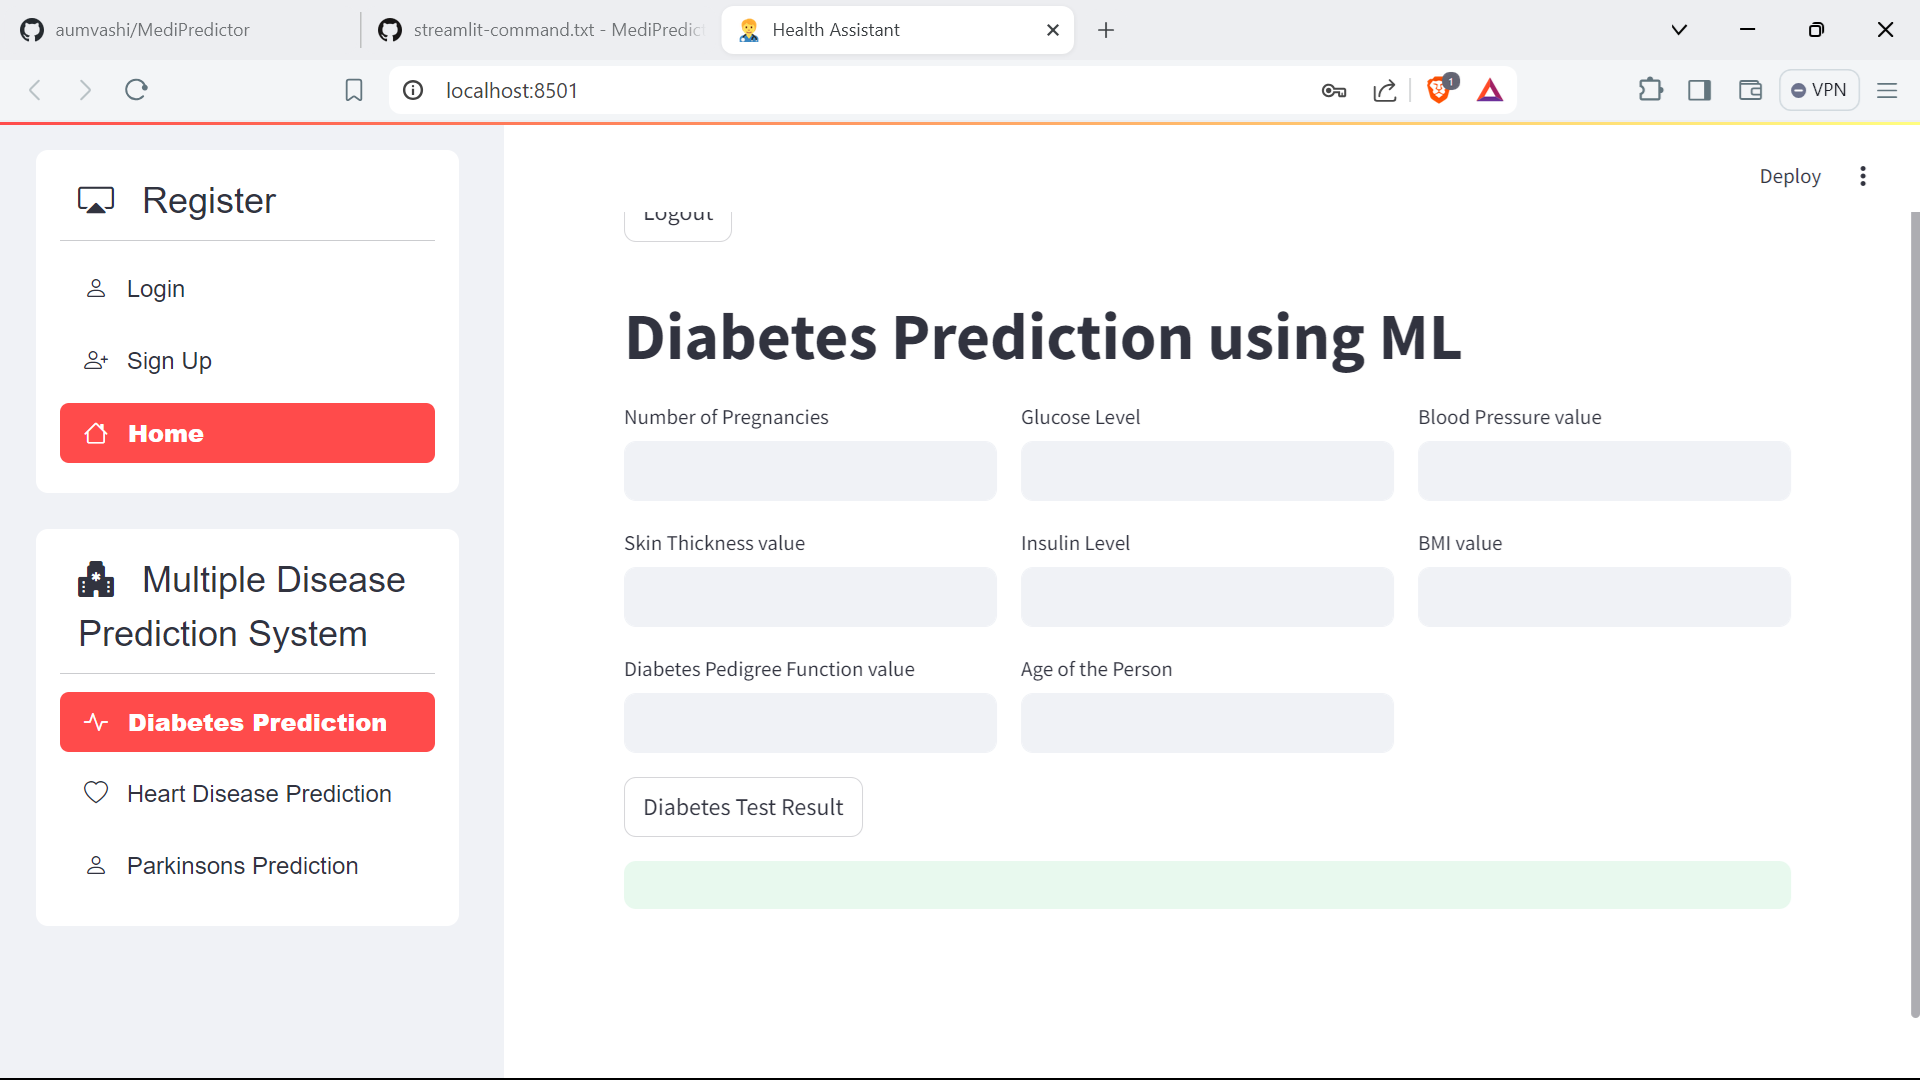 aumvashi/MediPredictor
streamlit-command.txt - MediPredict
Health Assistant
localhost:8501
1
VPN
Deploy
Register
Login
Sign Up
Home
Multiple Disease
Prediction System
Diabetes Prediction
Heart Disease Prediction
Parkinsons Prediction
Logout
Diabetes Prediction using ML
Number of Pregnancies
Glucose Level
Blood Pressure value
Skin Thickness value
Insulin Level
BMI value
Diabetes Pedigree Function value
Age of the Person
Diabetes Test Result